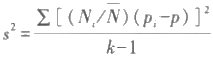 s² = ∑[(Nᵢ/N̄)(pᵢ-p)]² / k-1